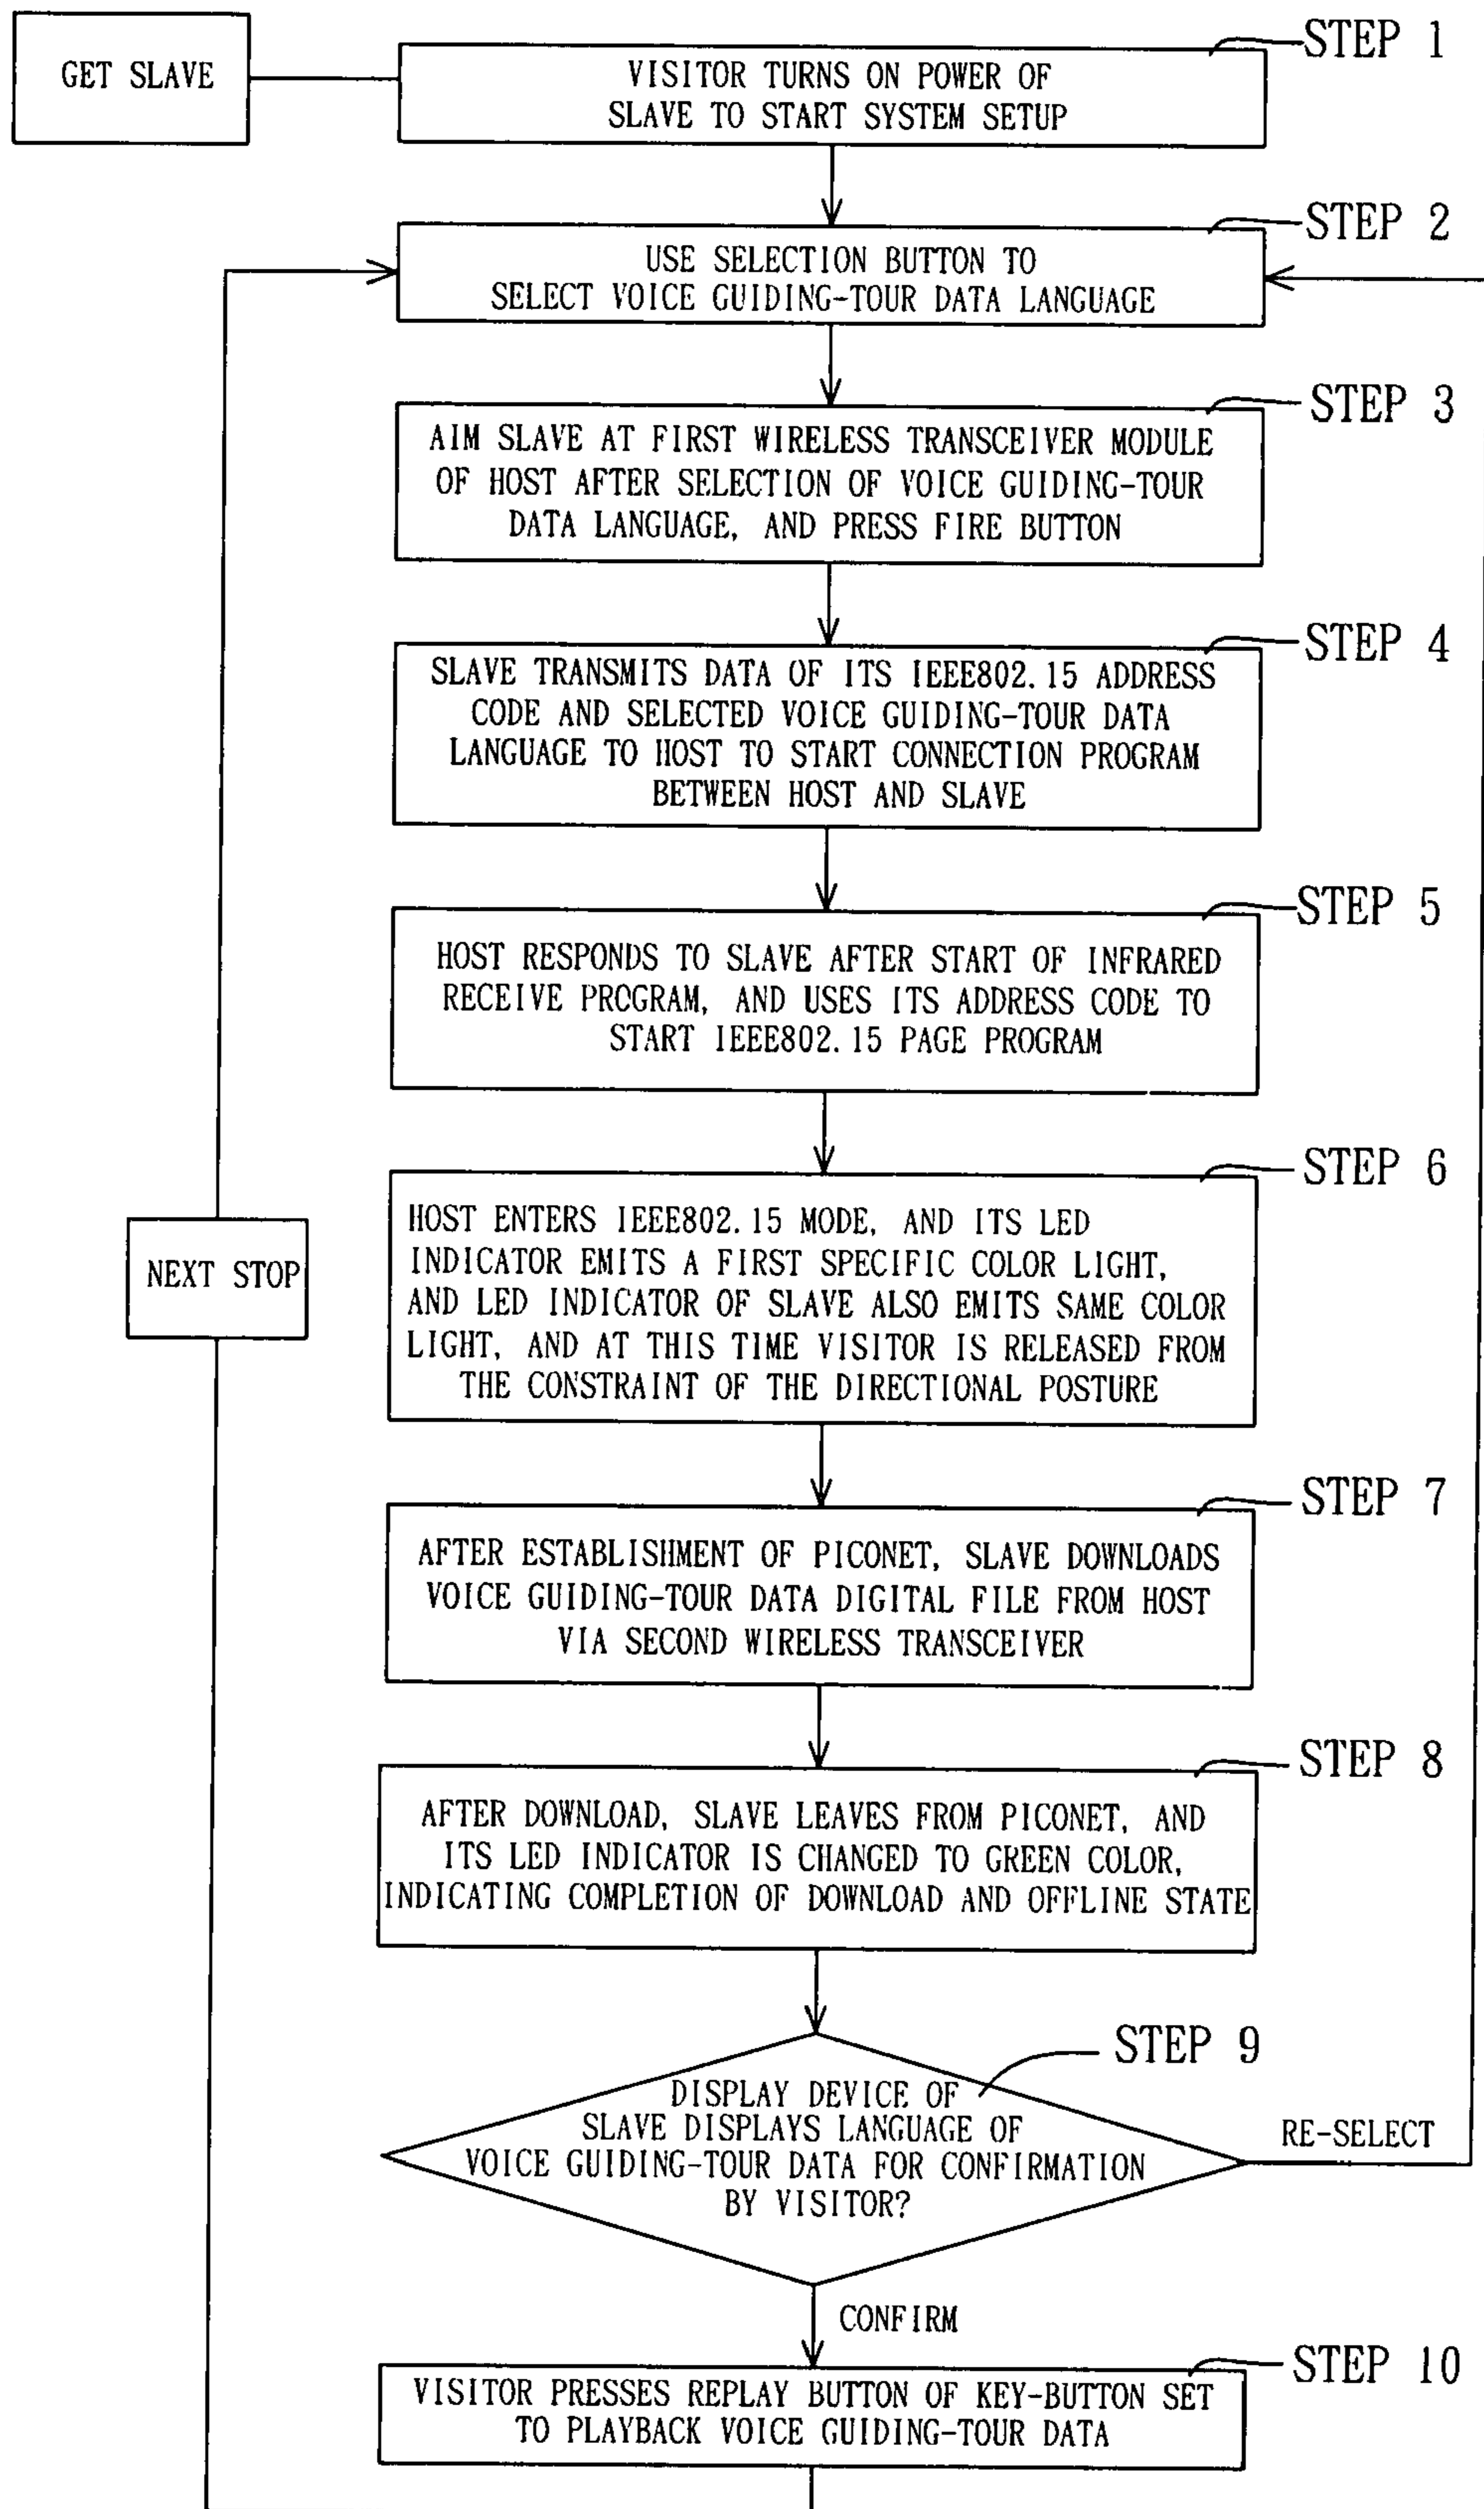 GET SLAVE
STEP 1
VISITOR TURNS ON POWER OF
SLAVE TO START SYSTEM SETUP
STEP 2
USE SELECTION BUTTON TO
SELECT VOICE GUIDING-TOUR DATA LANGUAGE
STEP 3
AIM SLAVE AT FIRST WIRELESS TRANSCEIVER MODULE
OF HOST AFTER SELECTION OF VOICE GUIDING-TOUR
DATA LANGUAGE, AND PRESS FIRE BUTTON
STEP 4
SLAVE TRANSMITS DATA OF ITS IEEE802.15 ADDRESS
CODE AND SELECTED VOICE GUIDING-TOUR DATA
LANGUAGE TO HOST TO START CONNECTION PROGRAM
BETWEEN HOST AND SLAVE
STEP 5
HOST RESPONDS TO SLAVE AFTER START OF INFRARED
RECEIVE PROGRAM, AND USES ITS ADDRESS CODE TO
START IEEE802.15 PAGE PROGRAM
STEP 6
HOST ENTERS IEEE802.15 MODE, AND ITS LED
INDICATOR EMITS A FIRST SPECIFIC COLOR LIGHT,
AND LED INDICATOR OF SLAVE ALSO EMITS SAME COLOR
LIGHT, AND AT THIS TIME VISITOR IS RELEASED FROM
THE CONSTRAINT OF THE DIRECTIONAL POSTURE
NEXT STOP
STEP 7
AFTER ESTABLISHMENT OF PICONET, SLAVE DOWNLOADS
VOICE GUIDING-TOUR DATA DIGITAL FILE FROM HOST
VIA SECOND WIRELESS TRANSCEIVER
STEP 8
AFTER DOWNLOAD, SLAVE LEAVES FROM PICONET, AND
ITS LED INDICATOR IS CHANGED TO GREEN COLOR,
INDICATING COMPLETION OF DOWNLOAD AND OFFLINE STATE
STEP 9
DISPLAY DEVICE OF
SLAVE DISPLAYS LANGUAGE OF
VOICE GUIDING-TOUR DATA FOR CONFIRMATION
BY VISITOR?
RE-SELECT
CONFIRM
STEP 10
VISITOR PRESSES REPLAY BUTTON OF KEY-BUTTON SET
TO PLAYBACK VOICE GUIDING-TOUR DATA